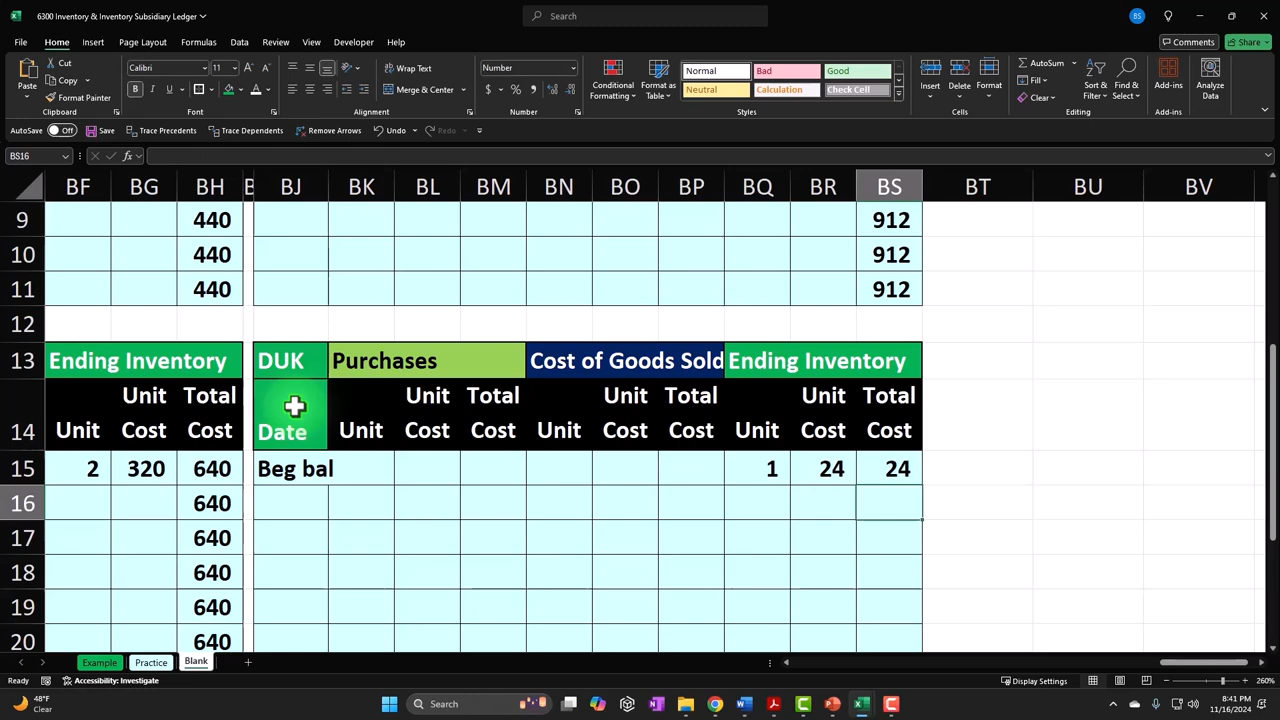 6300 Inventory & Inventory Subsidiary Ledger
Search
BS
File Home Insert Page Layout Formulas Data Review View Developer Help
Comments Share
Paste Cut Copy Format Painter
Calibri 11
Wrap Text
Merge & Center
Number
Conditional Formatting
Format as Table
Normal Bad Good
Neutral Calculation Check Cell
Insert Delete Format
AutoSum
Fill
Clear
Sort & Filter
Find & Select
Add-ins
Analyze Data
Clipboard Font Alignment Number Styles Cells Editing Add-ins
AutoSave Off Save Trace Precedents Trace Dependents Remove Arrows Undo Redo
BS16 fx
BF BG BH B BJ BK BL BM BN BO BP BQ BR BS BT BU BV
9 440 912
10 440 912
11 440 912
12
13 Ending Inventory DUK Purchases Cost of Goods Sold Ending Inventory
14 Unit Unit Cost Total Cost Date Unit Unit Cost Total Cost Unit Unit Cost Total Cost Unit Unit Cost Total Cost
15 2 320 640 Beg bal 1 24 24
16 640
17 640
18 640
19 640
20 640
Example Practice Blank
Ready Accessibility: Investigate Display Settings 260%
48°F
Clear
Search
8:41 PM
11/16/2024